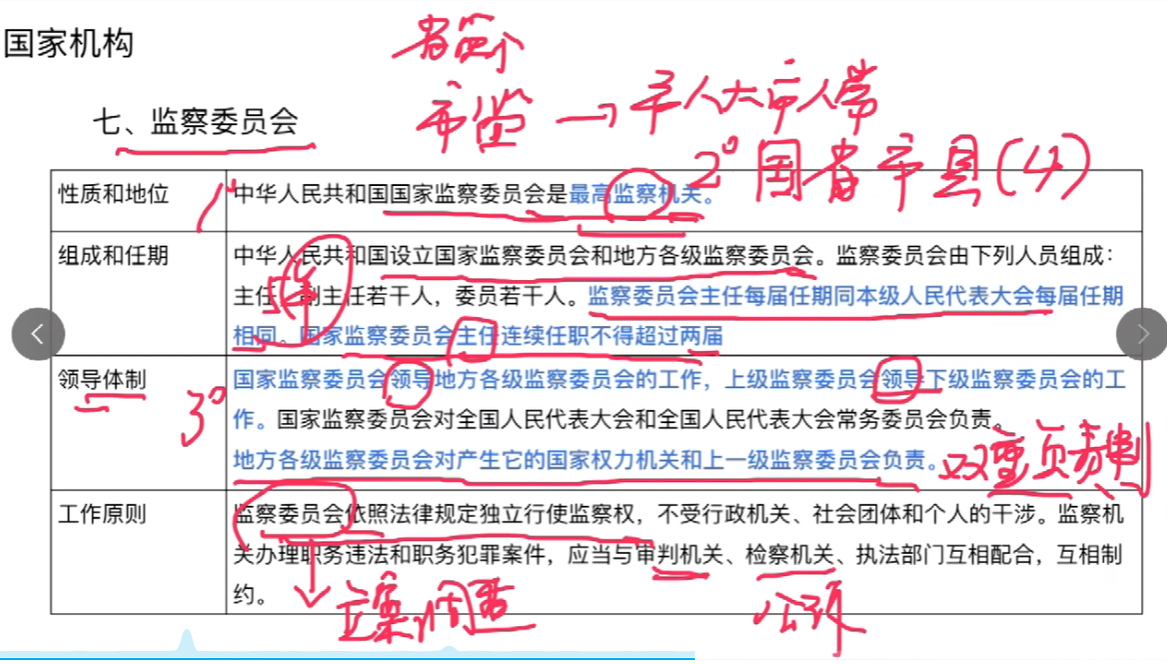 国家机构
省监个
市监 → 市人大市人常
2° 国省市县(4)
七、监察委员会
性质和地位
1°
中华人民共和国国家监察委员会是最高监察机关。
组成和任期
中华人民共和国设立国家监察委员会和地方各级监察委员会。监察委员会由下列人员组成：
主任，副主任若干人，委员若干人。监察委员会主任每届任期同本级人民代表大会每届任期
相同。国家监察委员会主任连续任职不得超过两届
5年
领导体制
3°
国家监察委员会领导地方各级监察委员会的工作，上级监察委员会领导下级监察委员会的工
作。国家监察委员会对全国人民代表大会和全国人民代表大会常务委员会负责。
地方各级监察委员会对产生它的国家权力机关和上一级监察委员会负责。
双重负责制
工作原则
监察委员会依照法律规定独立行使监察权，不受行政机关、社会团体和个人的干涉。监察机
关办理职务违法和职务犯罪案件，应当与审判机关、检察机关、执法部门互相配合，互相制
约。
立案调查
公诉